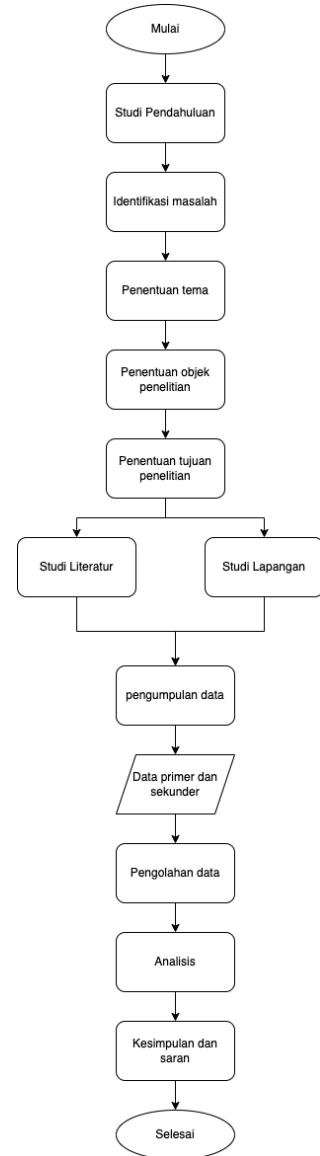 Mulai
Studi Pendahuluan
Identifikasi masalah
Penentuan tema
Penentuan objek
penelitian
Penentuan tujuan
penelitian
Studi Literatur
Studi Lapangan
pengumpulan data
Data primer dan
sekunder
Pengolahan data
Analisis
Kesimpulan dan
saran
Selesai